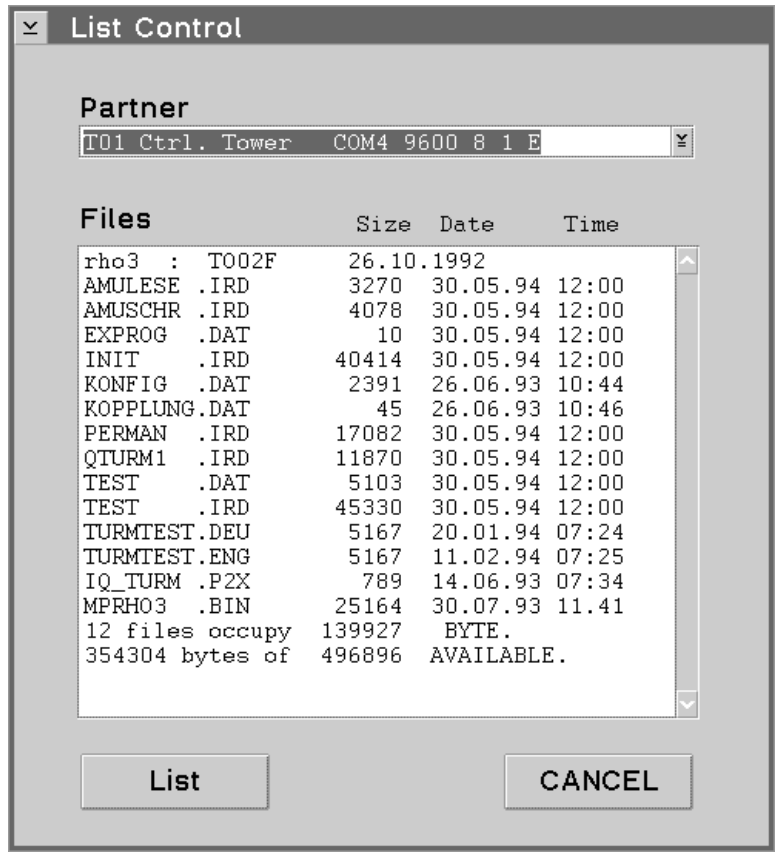 List Control
Partner
T01 Ctrl. Tower   COM4 9600 8 1 E
Files   Size   Date   Time
rho3  :  TO02F   26.10.1992
AMULESE .IRD   3270  30.05.94 12:00
AMUSCHR .IRD   4078  30.05.94 12:00
EXPROG  .DAT   10  30.05.94 12:00
INIT    .IRD   40414  30.05.94 12:00
KONFIG  .DAT   2391  26.06.93 10:44
KOPPLUNG.DAT   45  26.06.93 10:46
PERMAN  .IRD   17082  30.05.94 12:00
QTURM1  .IRD   11870  30.05.94 12:00
TEST    .DAT   5103  30.05.94 12:00
TEST    .IRD   45330  30.05.94 12:00
TURMTEST.DEU   5167  20.01.94 07:24
TURMTEST.ENG   5167  11.02.94 07:25
IQ_TURM .P2X   789  14.06.93 07:34
MPRHO3  .BIN   25164  30.07.93 11.41
12 files occupy  139927   BYTE.
354304 bytes of  496896  AVAILABLE.
List   CANCEL